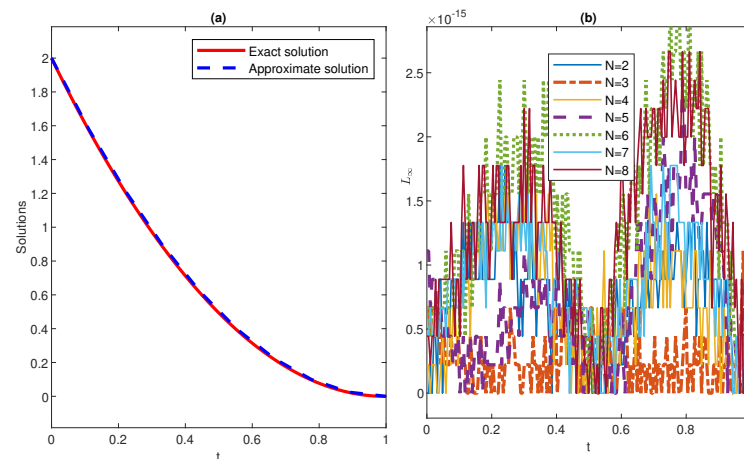 (a)
Exact solution
Approximate solution
2
1.8
1.6
1.4
1.2
1
0.8
0.6
0.4
0.2
0
Solutions
0
0.2
0.4
0.6
0.8
1
t
(b)
×10⁻¹⁵
N=2
N=3
N=4
N=5
N=6
N=7
N=8
2.5
2
1.5
1
0.5
0
L∞
0
0.2
0.4
0.6
0.8
t